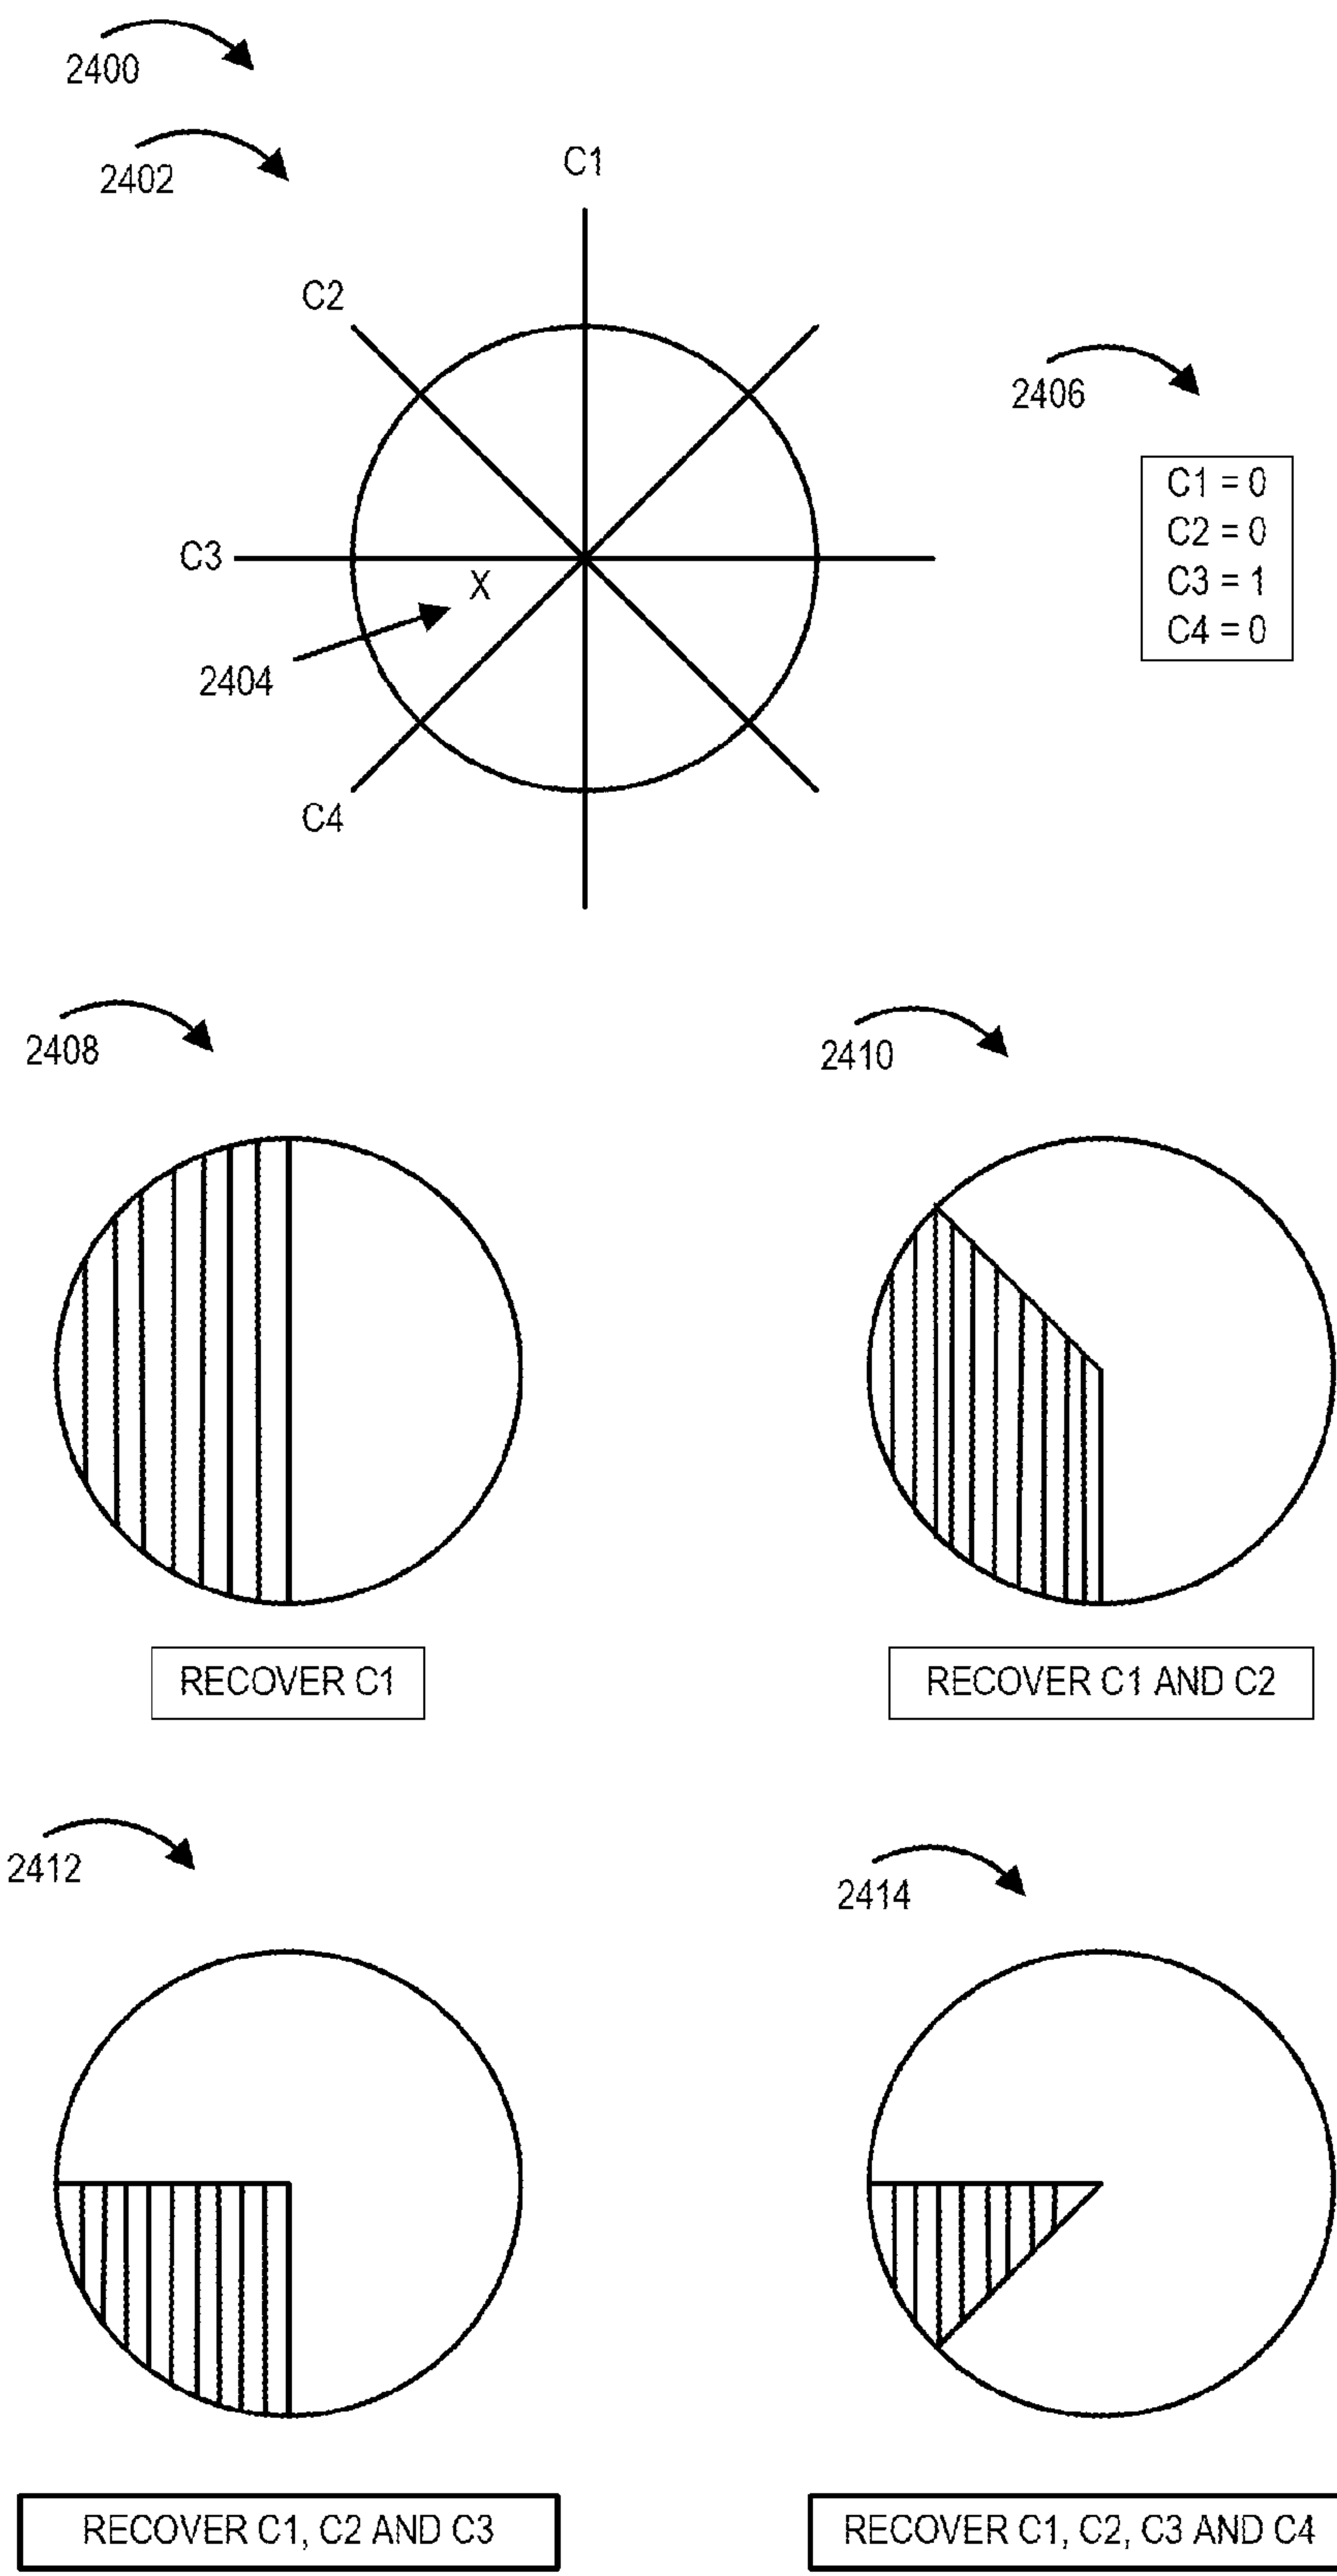 2400
2402
C1
C2
2406
C1 = 0
C2 = 0
C3 = 1
C4 = 0
C3
X
2404
C4
2408
2410
RECOVER C1
RECOVER C1 AND C2
2412
2414
RECOVER C1, C2 AND C3
RECOVER C1, C2, C3 AND C4